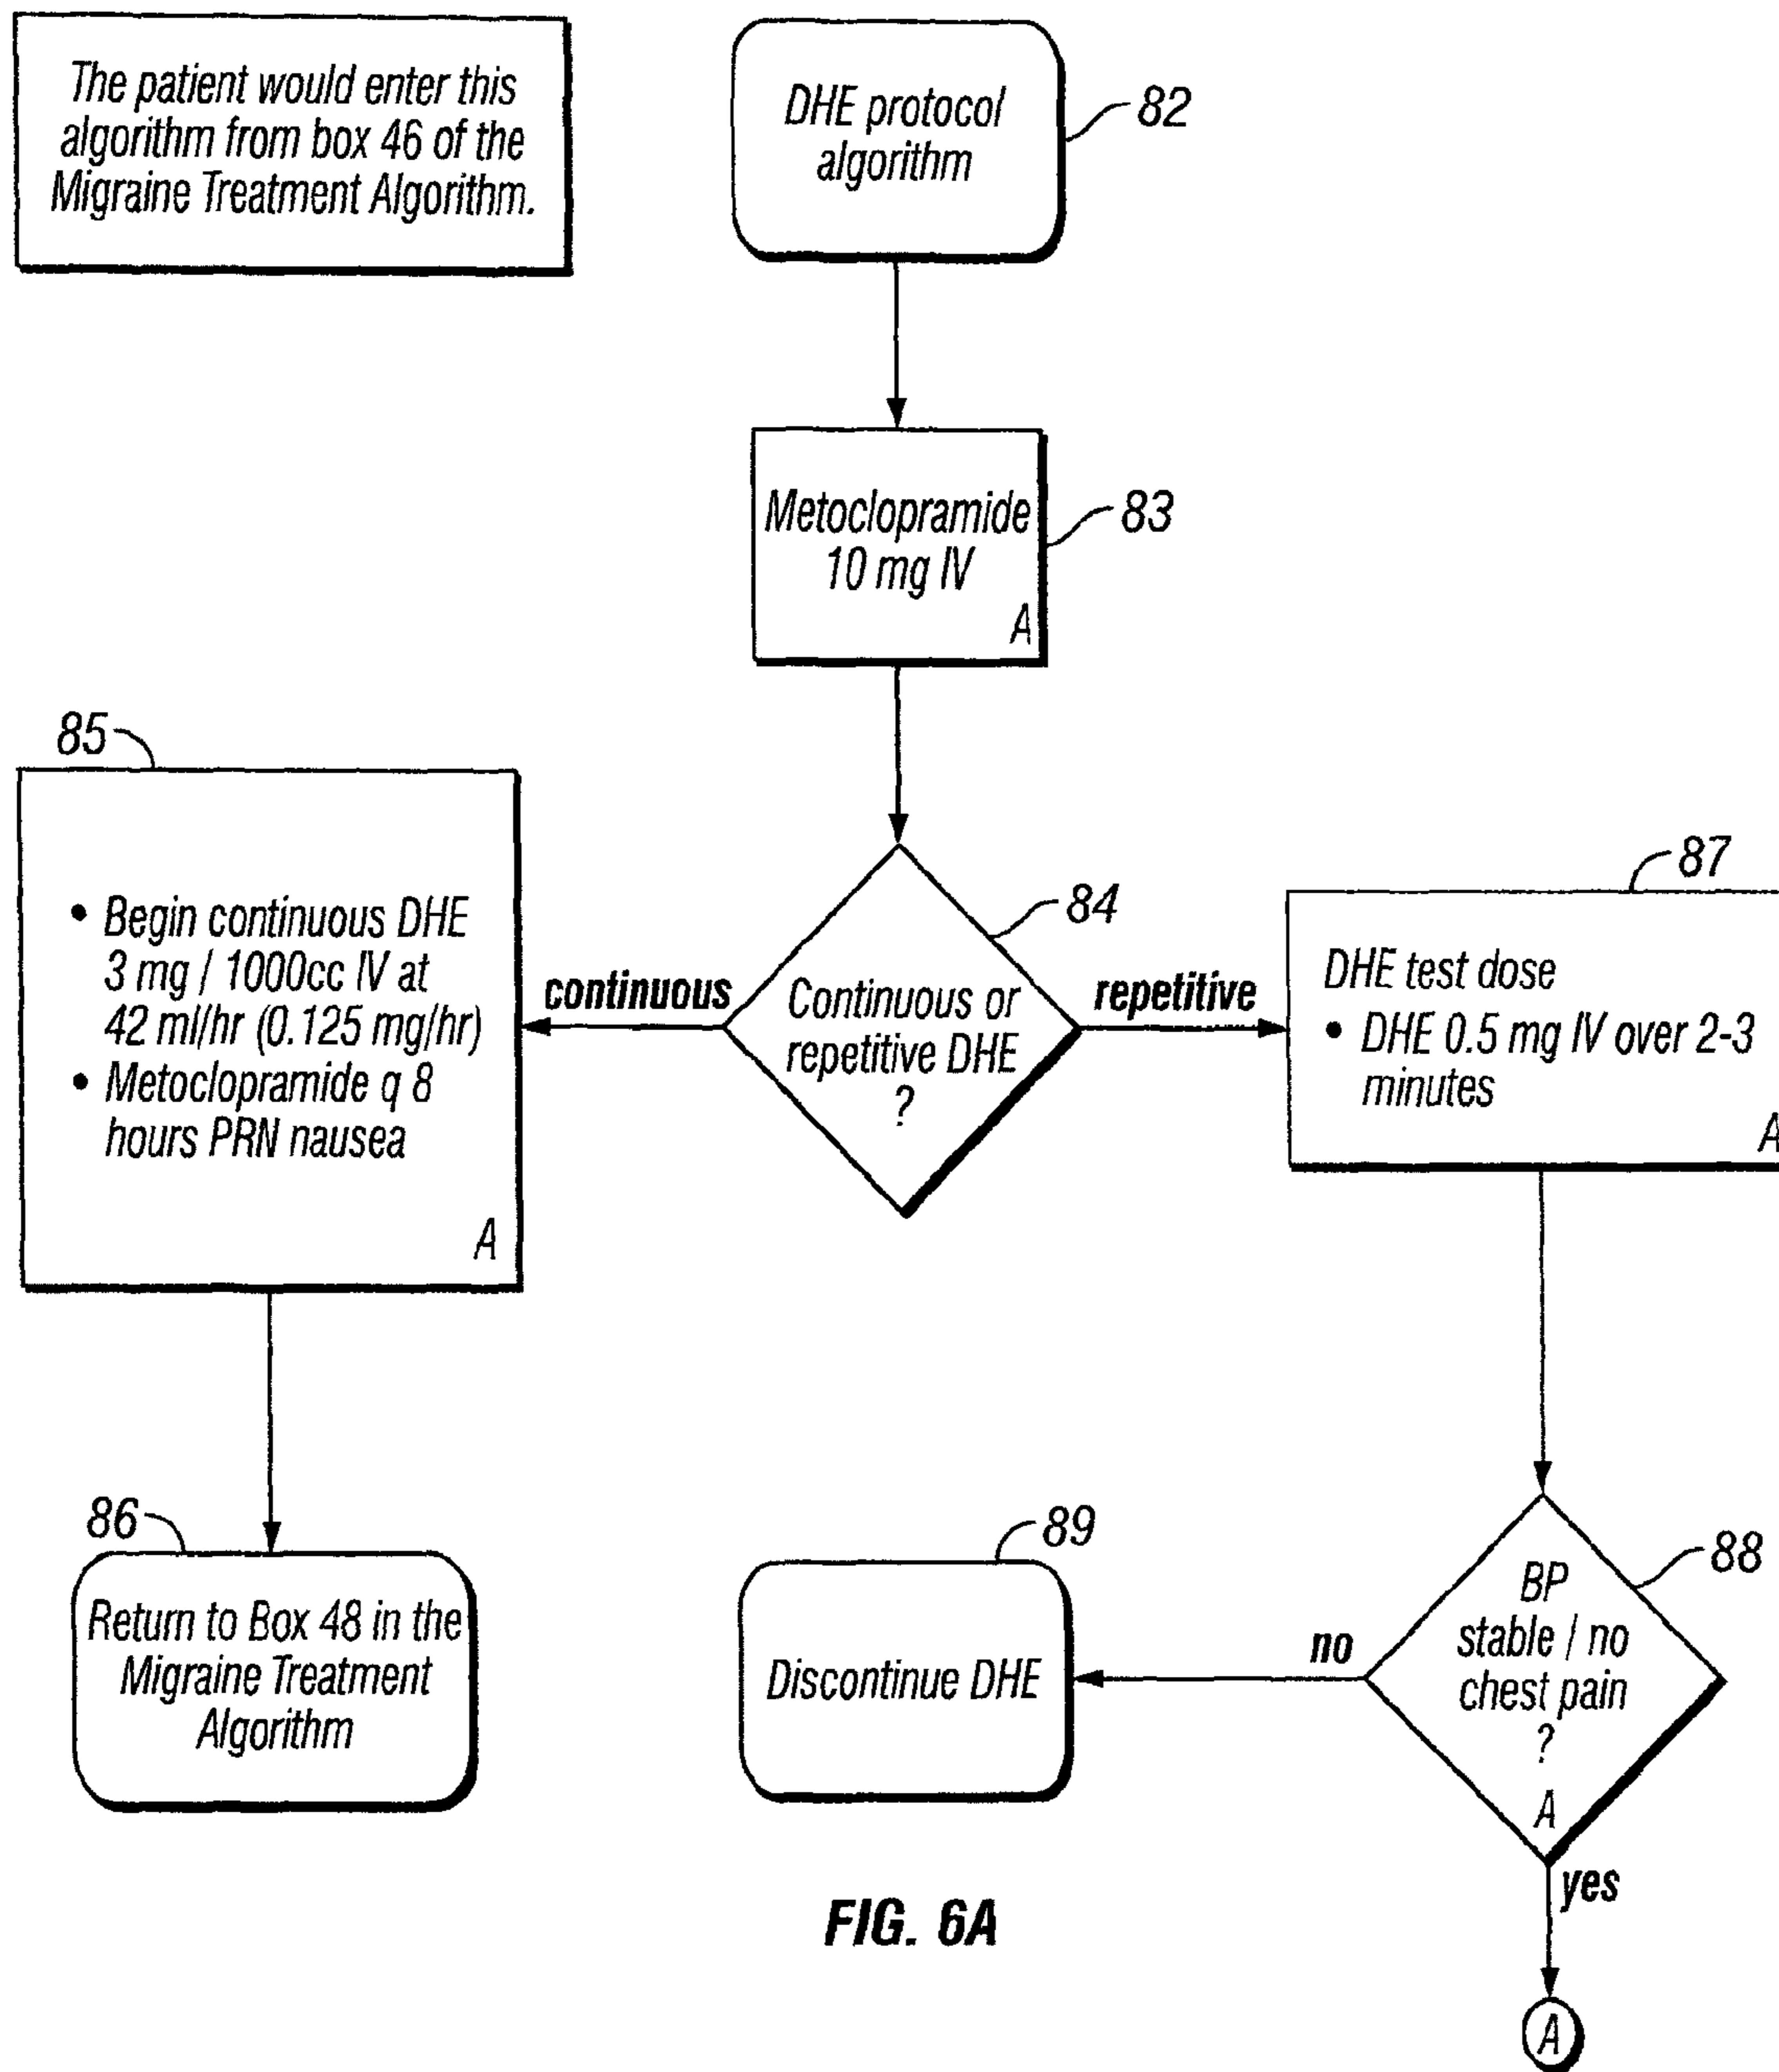 The patient would enter this
algorithm from box 46 of the
Migraine Treatment Algorithm.
DHE protocol
algorithm
82
Metoclopramide
10 mg IV
A
83
85
• Begin continuous DHE
3 mg / 1000cc IV at
42 ml/hr (0.125 mg/hr)
• Metoclopramide q 8
hours PRN nausea
A
continuous
84
Continuous or
repetitive DHE
?
repetitive
87
DHE test dose
• DHE 0.5 mg IV over 2-3
minutes
A
86
Return to Box 48 in the
Migraine Treatment
Algorithm
89
Discontinue DHE
no
88
BP
stable / no
chest pain
?
A
yes
A
FIG. 6A